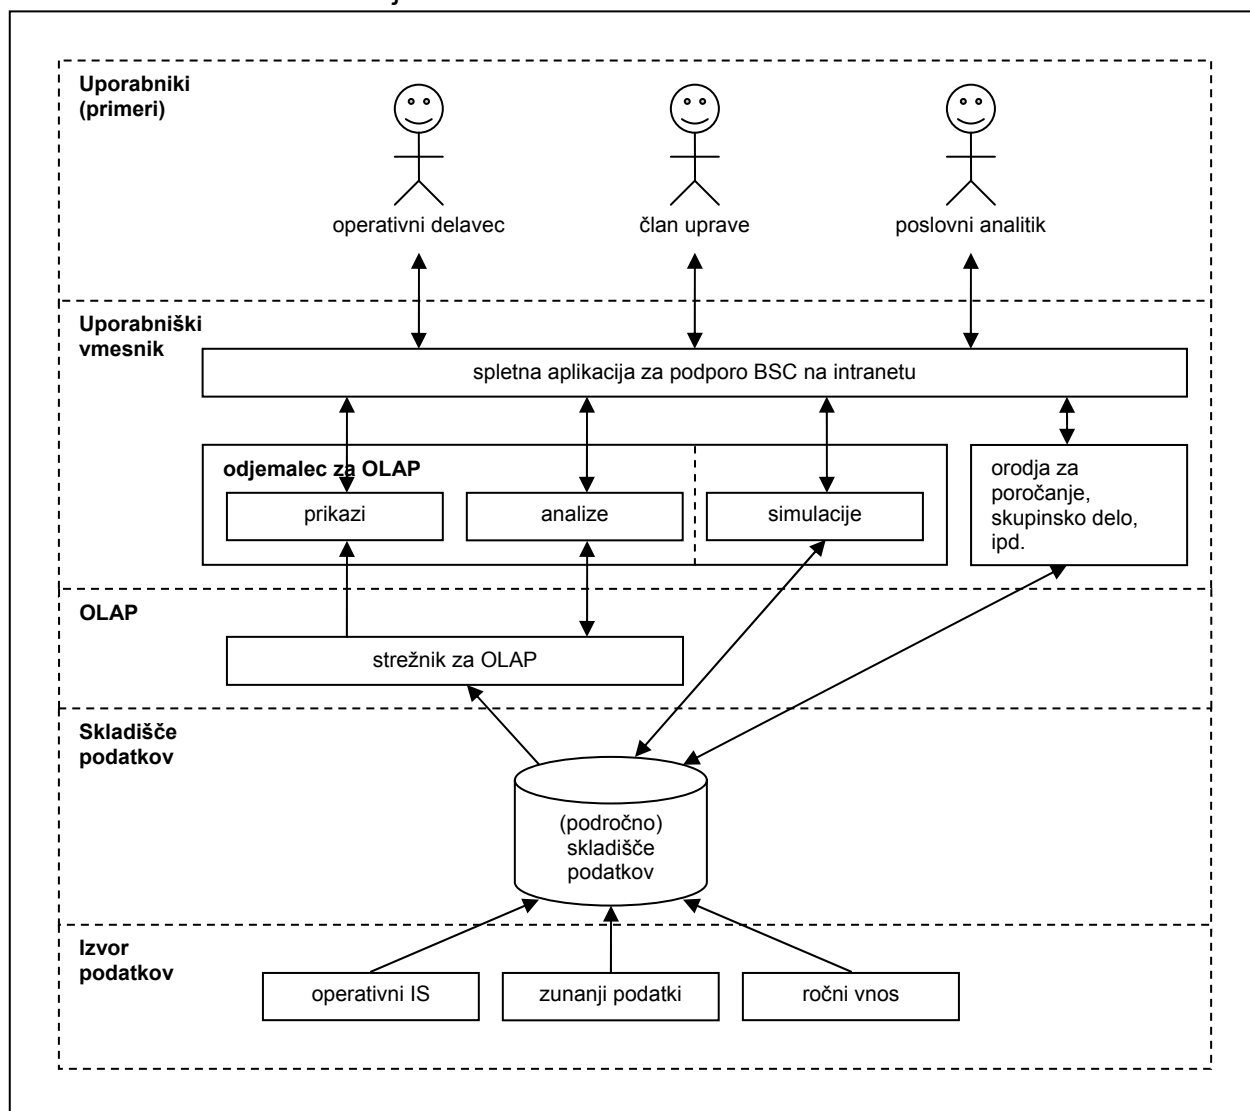 Uporabniki
(primeri)
operativni delavec
član uprave
poslovni analitik
Uporabniški
vmesnik
spletna aplikacija za podporo BSC na intranetu
odjemalec za OLAP
prikazi
analize
simulacije
orodja za
poročanje,
skupinsko delo,
ipd.
OLAP
strežnik za OLAP
Skladišče
podatkov
(področno)
skladišče
podatkov
Izvor
podatkov
operativni IS
zunanji podatki
ročni vnos